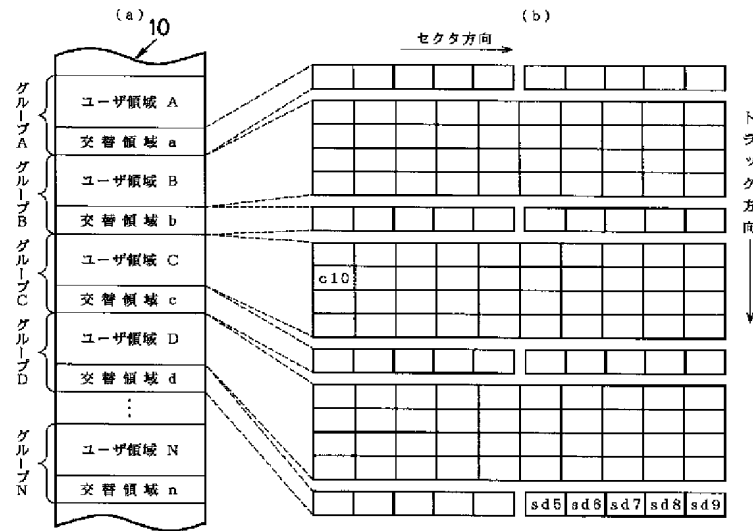 (a)
10
グループA
ユーザ領域 A
交替領域 a
グループB
ユーザ領域 B
交替領域 b
グループC
ユーザ領域 C
交替領域 c
グループD
ユーザ領域 D
交替領域 d
⋮
グループN
ユーザ領域 N
交替領域 n
(b)
セクタ方向
トラック方向
c10
sd5 sd6 sd7 sd8 sd9